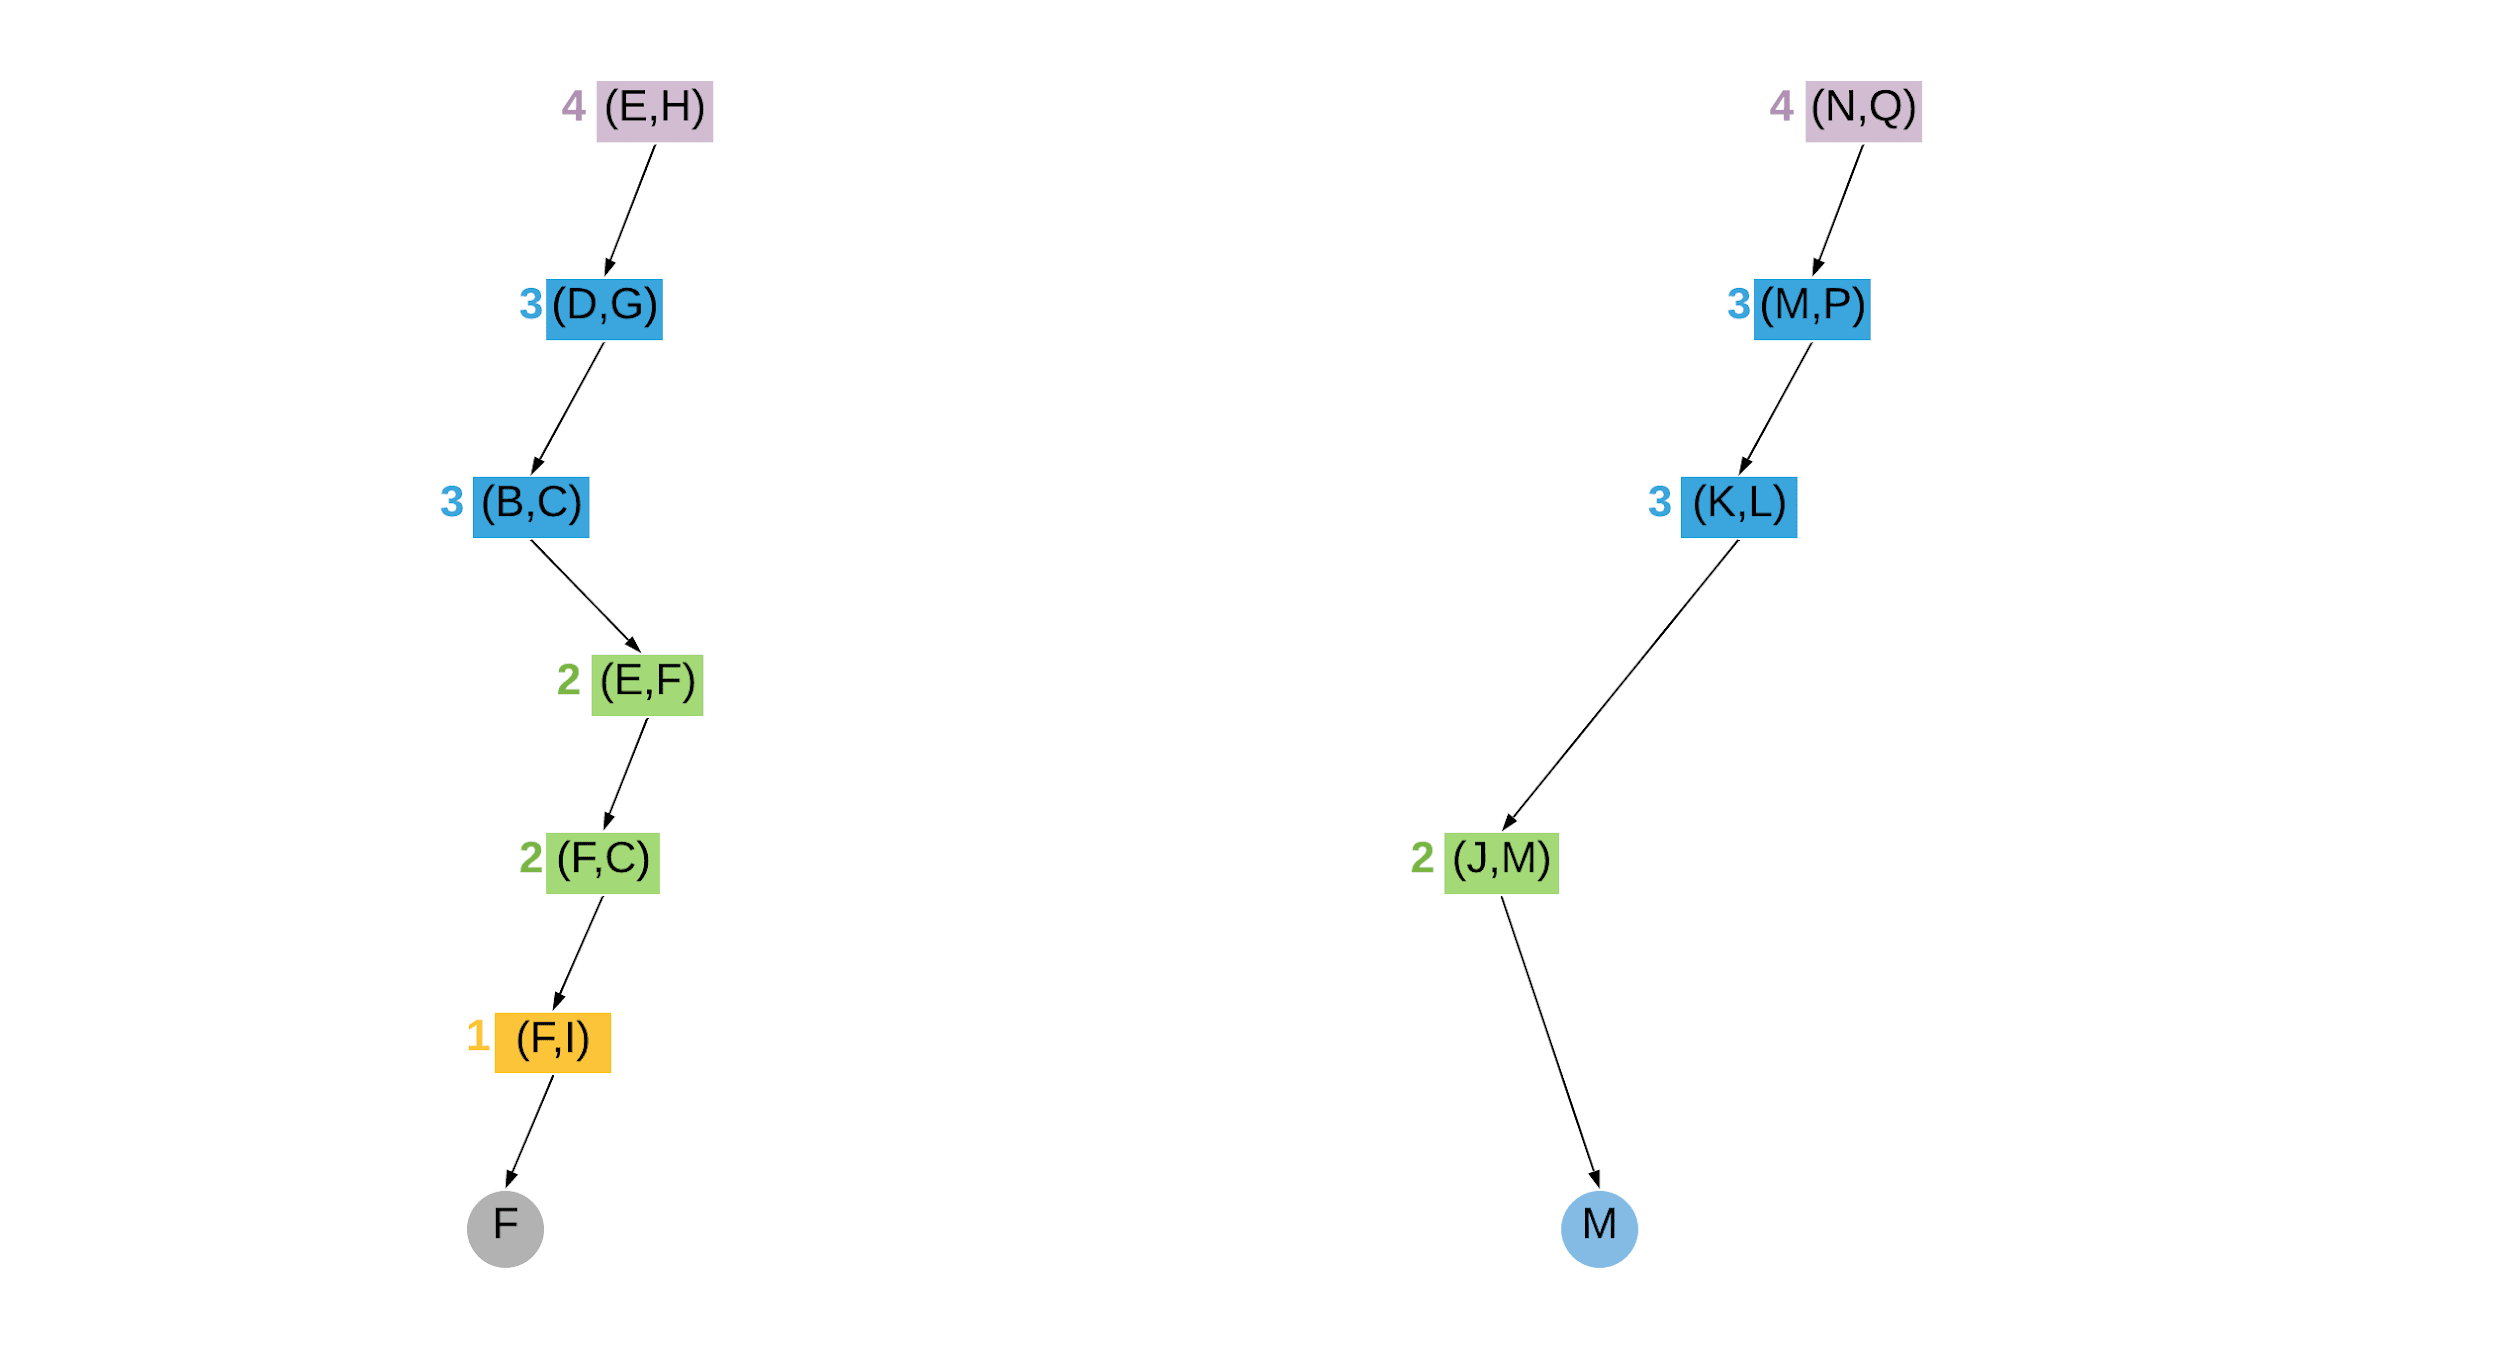 4 (E,H)
4 (N,Q)
3 (D,G)
3 (M,P)
3 (B,C)
3 (K,L)
2 (E,F)
2 (F,C)
2 (J,M)
1 (F,I)
F
M